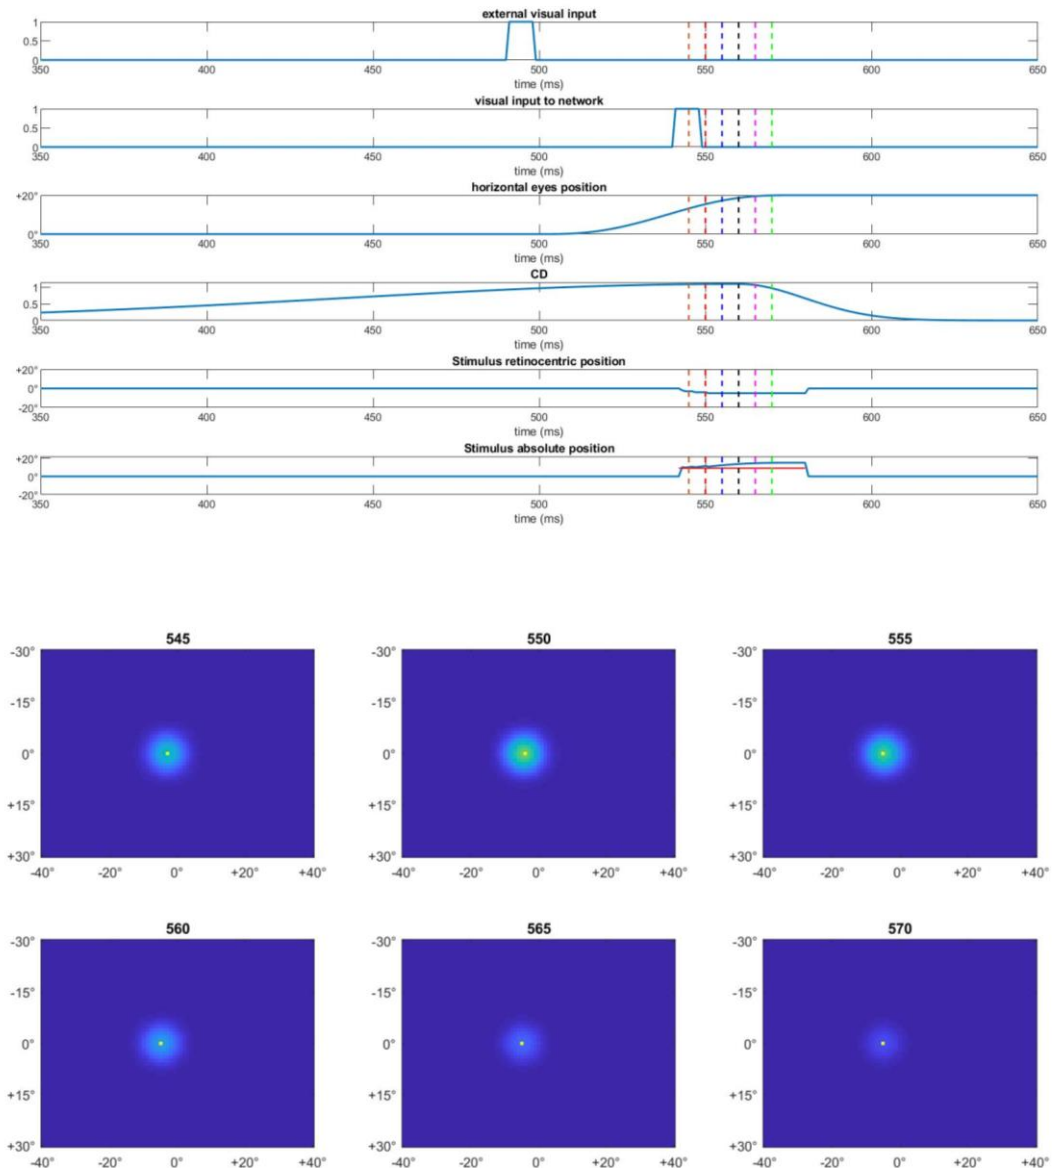 external visual input
1
0.5
0
350 400 450 500 550 600 650
time (ms)
visual input to network
1
0.5
0
350 400 450 500 550 600 650
time (ms)
horizontal eyes position
+20°
0°
350 400 450 500 550 600 650
time (ms)
CD
1
0.5
0
350 400 450 500 550 600 650
time (ms)
Stimulus retinocentric position
+20°
0°
-20°
350 400 450 500 550 600 650
time (ms)
Stimulus absolute position
+20°
0°
-20°
350 400 450 500 550 600 650
time (ms)
545 550 555
-30° -30° -30°
-15° -15° -15°
0° 0° 0°
+15° +15° +15°
+30° +30° +30°
-40° -20° 0° +20° +40° -40° -20° 0° +20° +40° -40° -20° 0° +20° +40°
560 565 570
-30° -30° -30°
-15° -15° -15°
0° 0° 0°
+15° +15° +15°
+30° +30° +30°
-40° -20° 0° +20° +40° -40° -20° 0° +20° +40° -40° -20° 0° +20° +40°